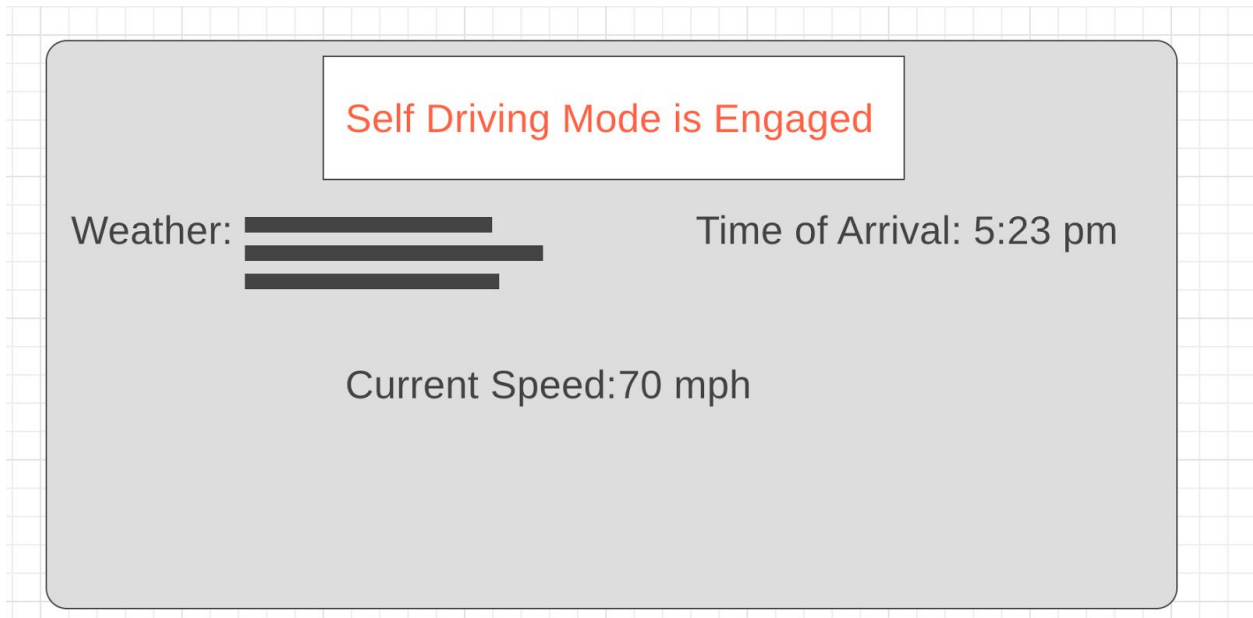 Self Driving Mode is Engaged
Weather:
Time of Arrival: 5:23 pm
Current Speed:70 mph